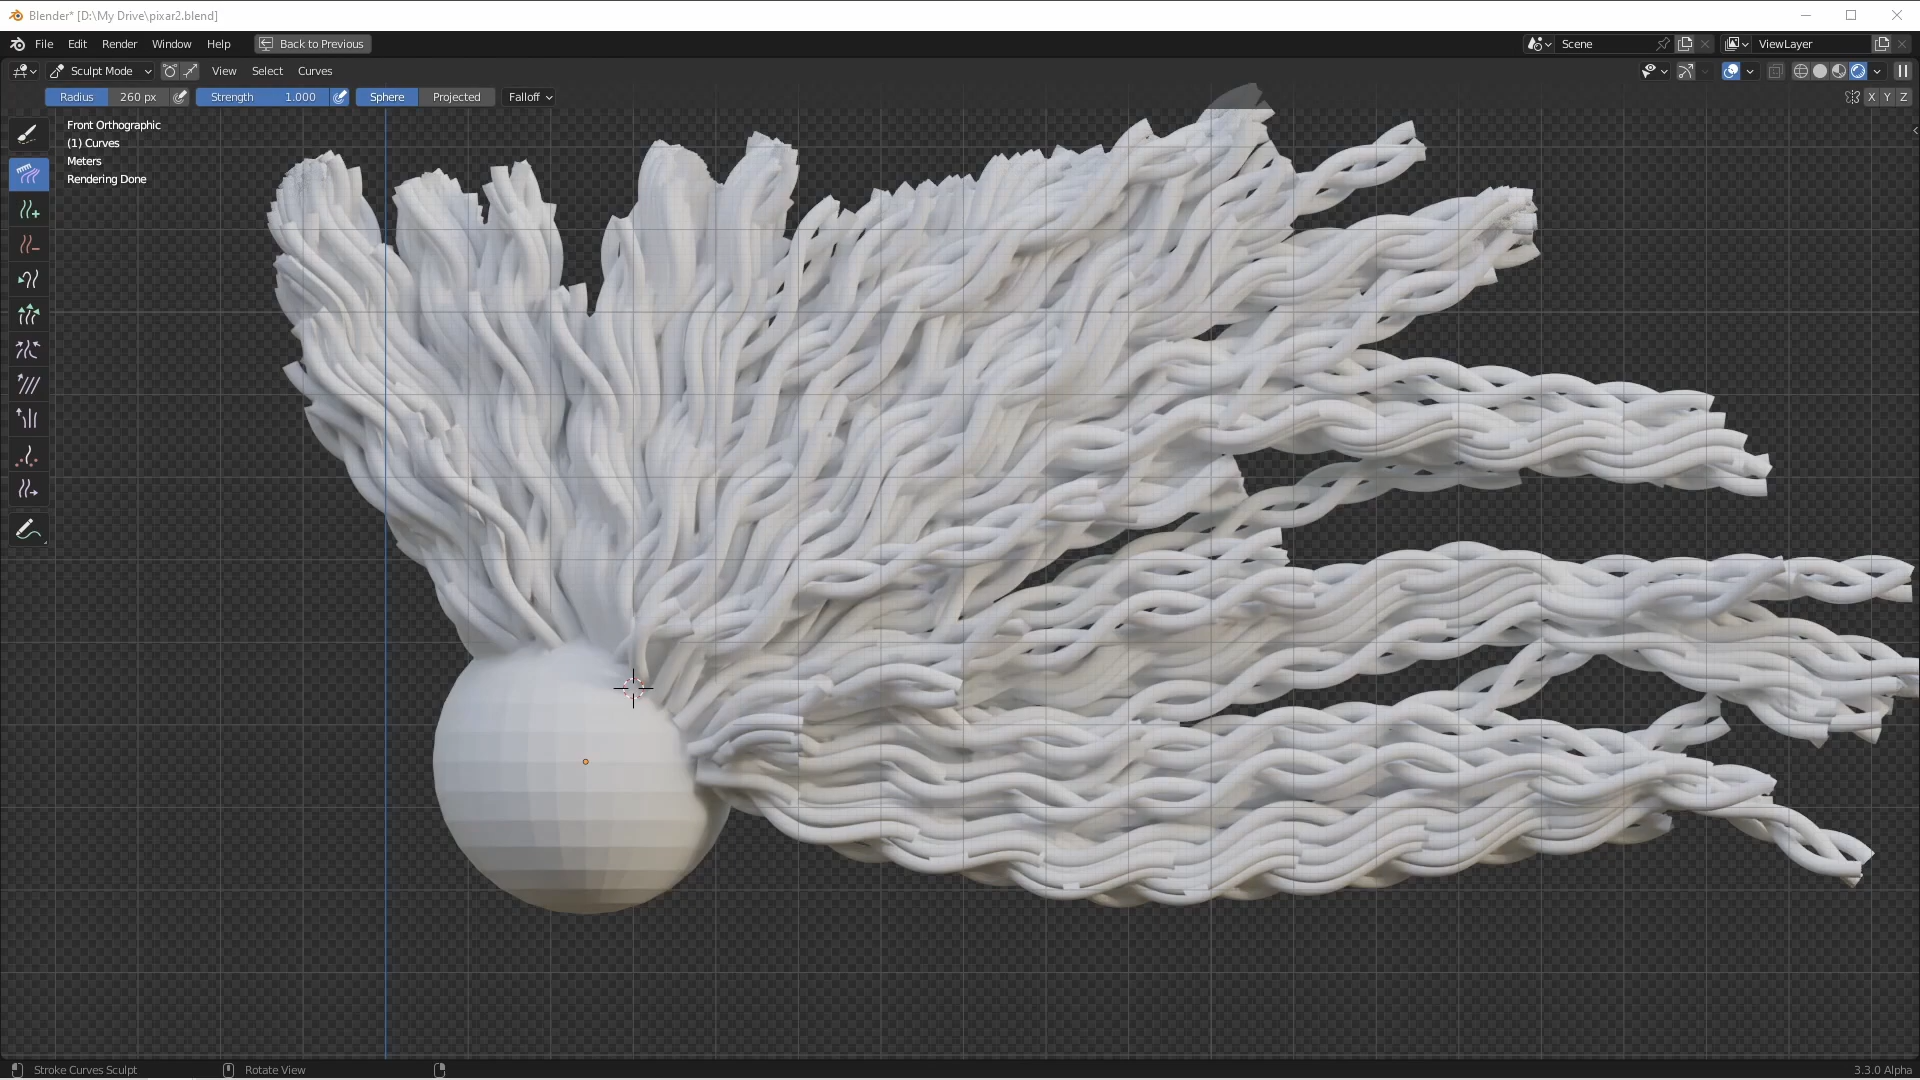 Blender* [D:\My Drive\pixar2.blend]
File Edit Render Window Help Back to Previous Scene ViewLayer
Sculpt Mode View Select Curves
Radius 260 px Strength 1.000 Sphere Projected Falloff X Y Z
Front Orthographic
(1) Curves
Meters
Rendering Done
Stroke Curves Sculpt Rotate View 3.3.0 Alpha